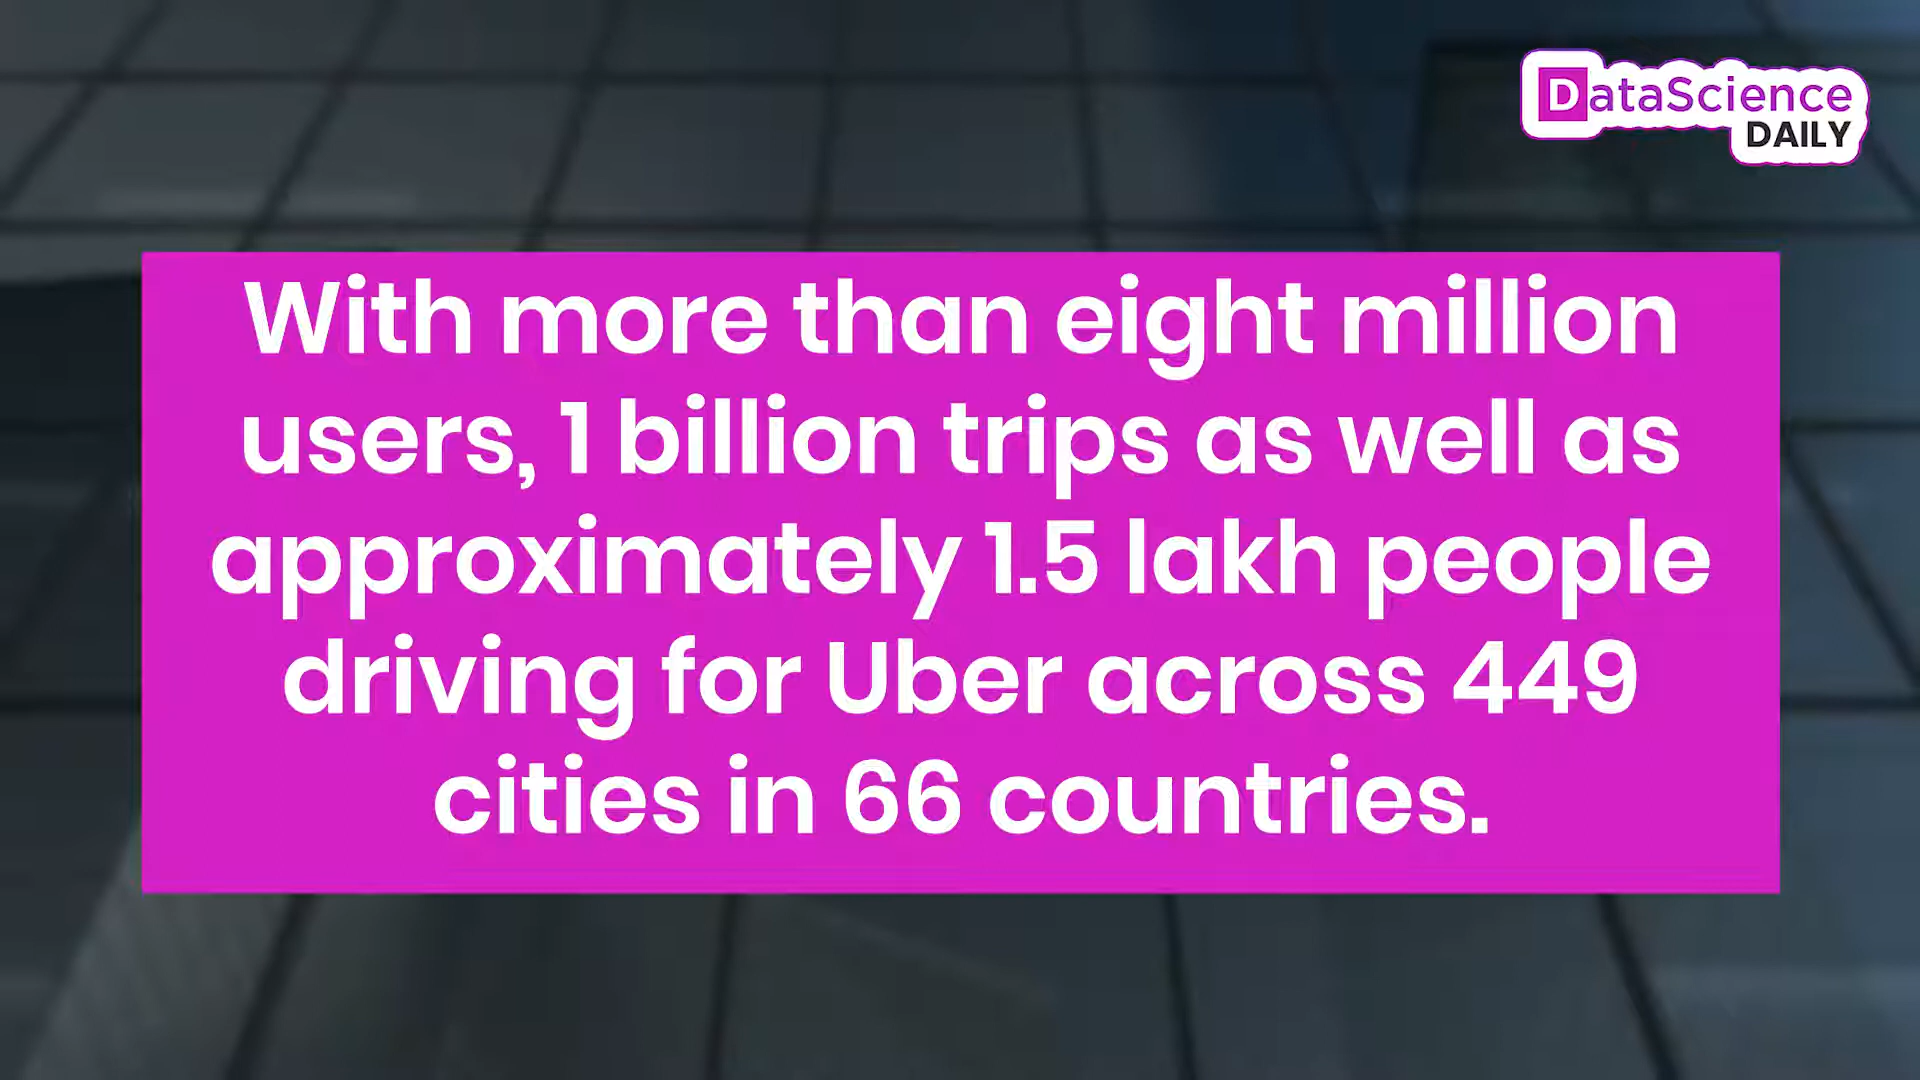 DataScience
DAILY
With more than eight million
users, 1 billion trips as well as
approximately 1.5 lakh people
driving for Uber across 449
cities in 66 countries.